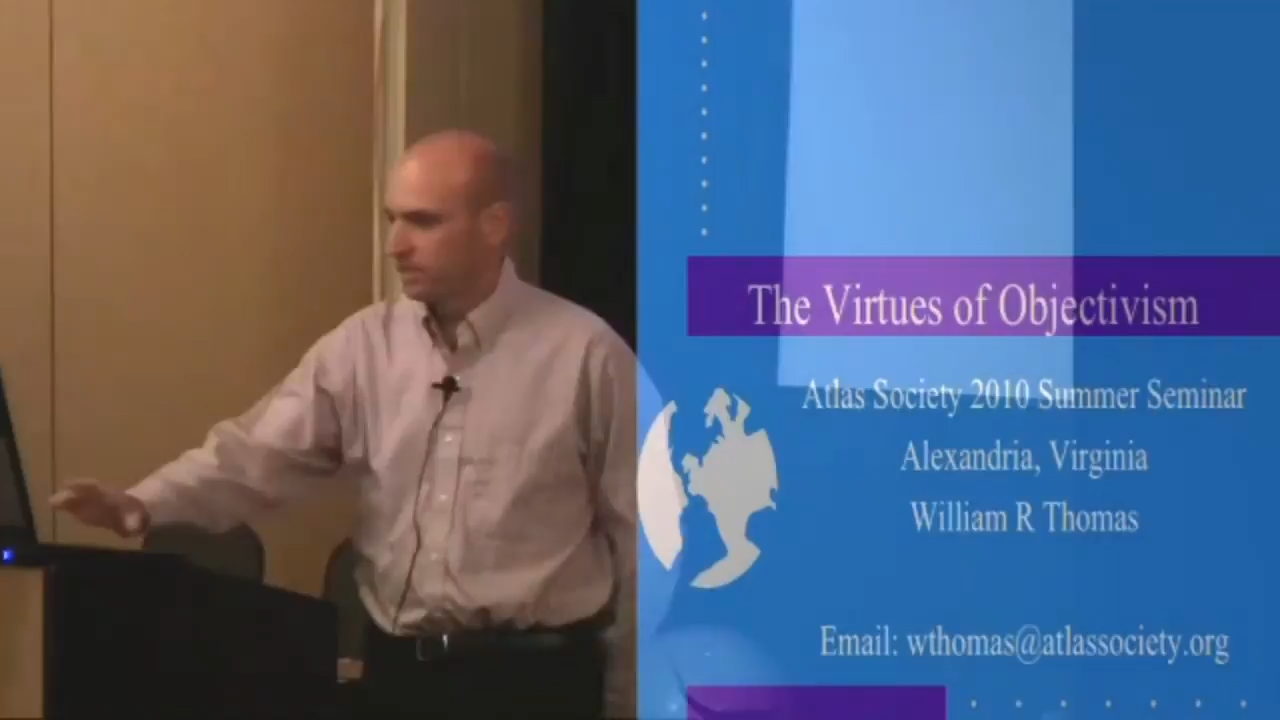 The Virtues of Objectivism
Atlas Society 2010 Summer Seminar
Alexandria, Virginia
William R Thomas
Email: wthomas@atlassociety.org